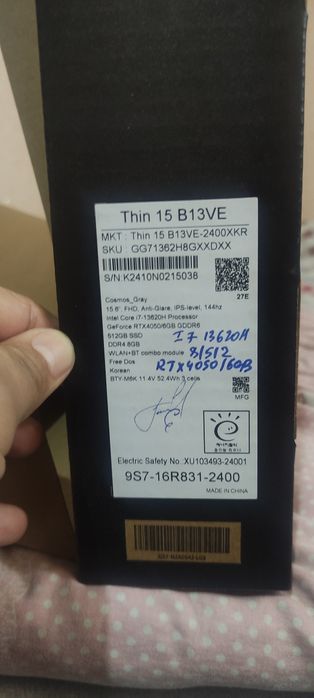 Thin 15 B13VE
MKT : Thin 15 B13VE-2400XKR
SKU : GG71362H8GXXDXX
S/N:K2410N0215038
27E
Cosmos_Gray
15.6", FHD, Anti-Glare, IPS-level, 144hz
Intel Core i7-13620H Processor
GeForce RTX4050/6GB GDDR6
512GB SSD
I7 13620H
DDR4 8GB
WLAN+BT combo module
8/512
Free Dos
RTX4050/6GB
Korean
BTY-M6K 11.4V 52.4Wh 3 cells
MFG
Electric Safety No.:XU103493-24001
9S7-16R831-2400
MADE IN CHINA